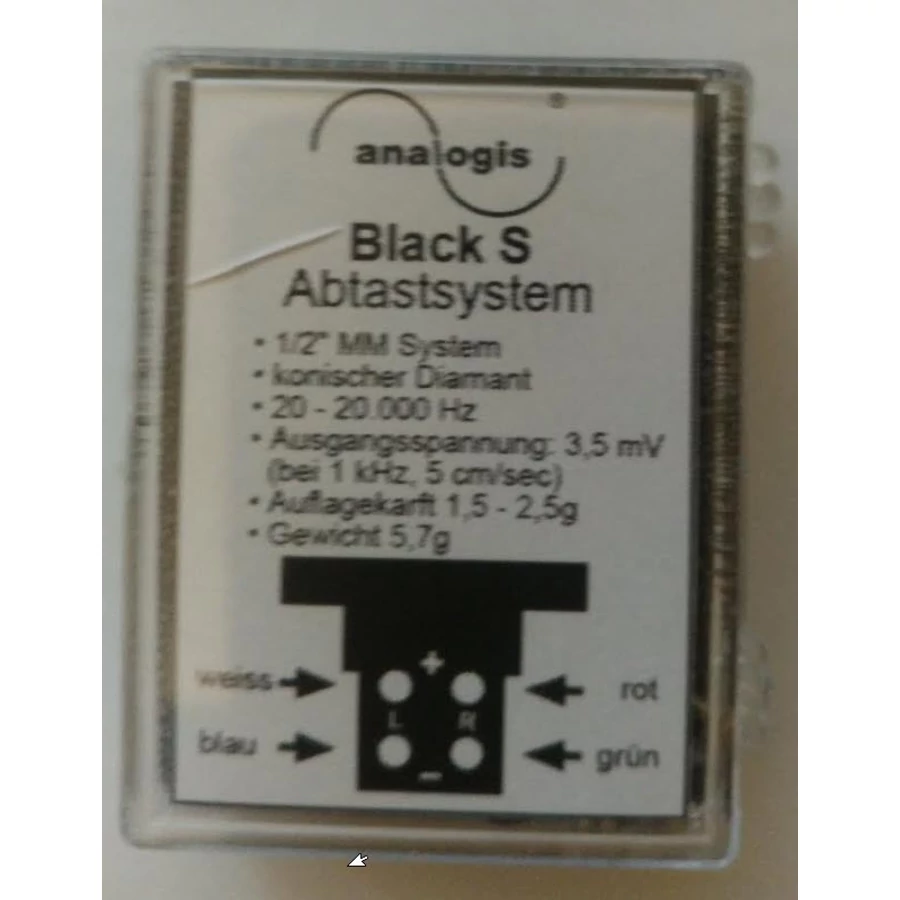 ®
analogis
Black S
Abtastsystem
• 1/2" MM System
• konischer Diamant
• 20 - 20.000 Hz
• Ausgangsspannung: 3,5 mV
(bei 1 kHz, 5 cm/sec)
• Auflagekarft 1,5 - 2,5g
• Gewicht 5,7g
+
weiss rot
L R
blau grün
-